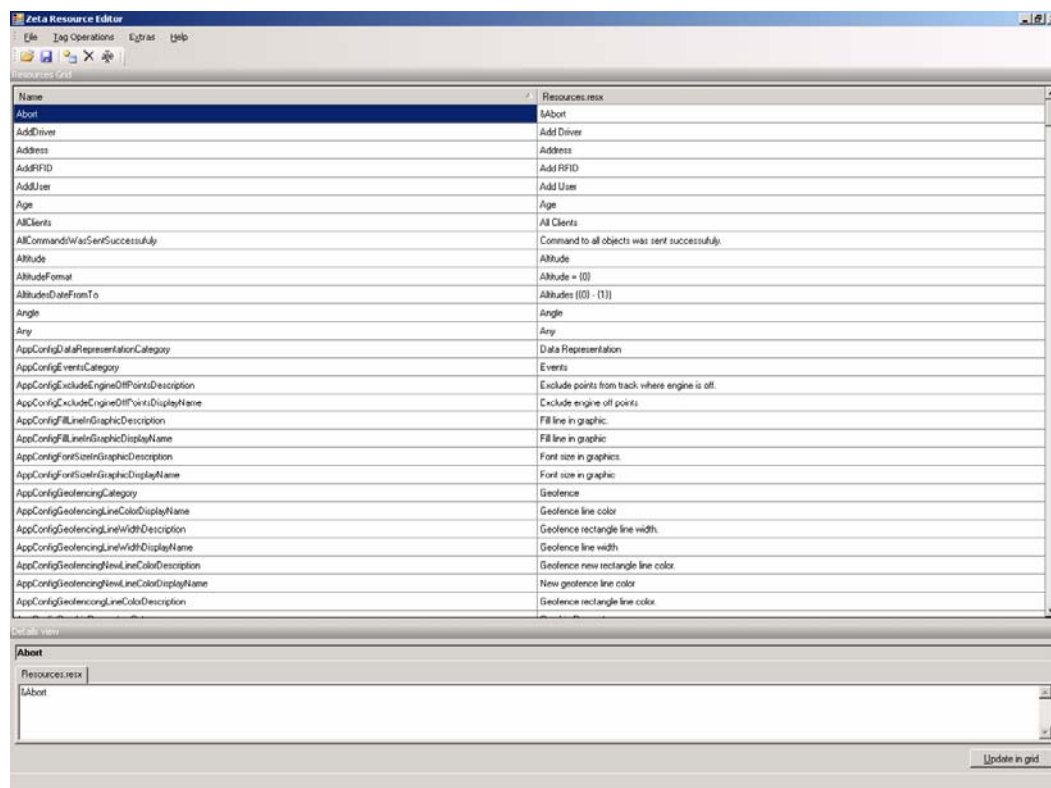 Zeta Resource Editor
File Tag Operations Extras Help
Resources Grid
Name Resources.resx
Abort &Abort
AddDriver Add Driver
Address Address
AddRFID Add RFID
AddUser Add User
Age Age
AllClients All Clients
AllCommandsWasSentSuccessufuly Command to all objects was sent successufuly.
Altitude Altitude
AltitudeFormat Altitude = {0}
AltitudesDateFromTo Altitudes ({0} - {1})
Angle Angle
Any Any
AppConfigDataRepresentationCategory Data Representation
AppConfigEventsCategory Events
AppConfigExcludeEngineOffPointsDescription Exclude points from track where engine is off.
AppConfigExcludeEngineOffPointsDisplayName Exclude engine off points
AppConfigFillLineInGraphicDescription Fill line in graphic.
AppConfigFillLineInGraphicDisplayName Fill line in graphic
AppConfigFontSizeInGraphicDescription Font size in graphics.
AppConfigFontSizeInGraphicDisplayName Font size in graphic
AppConfigGeofencingCategory Geofence
AppConfigGeofencingLineColorDisplayName Geofence line color
AppConfigGeofencingLineWidthDescription Geofence rectangle line width.
AppConfigGeofencingLineWidthDisplayName Geofence line width
AppConfigGeofencingNewLineColorDescription Geofence new rectangle line color.
AppConfigGeofencingNewLineColorDisplayName New geofence line color
AppConfigGeofencongLineColorDescription Geofence rectangle line color.
Details view
Abort
Resources.resx
&Abort
Update in grid